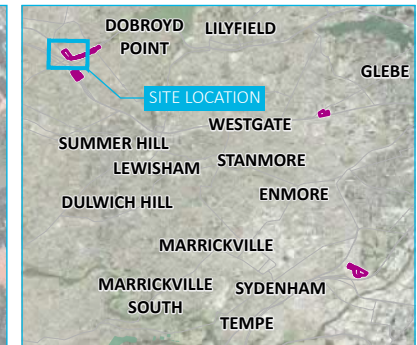 DOBROYD
POINT
LILYFIELD
GLEBE
SITE LOCATION
WESTGATE
SUMMER HILL
LEWISHAM
STANMORE
DULWICH HILL
ENMORE
MARRICKVILLE
MARRICKVILLE
SOUTH
SYDENHAM
TEMPE